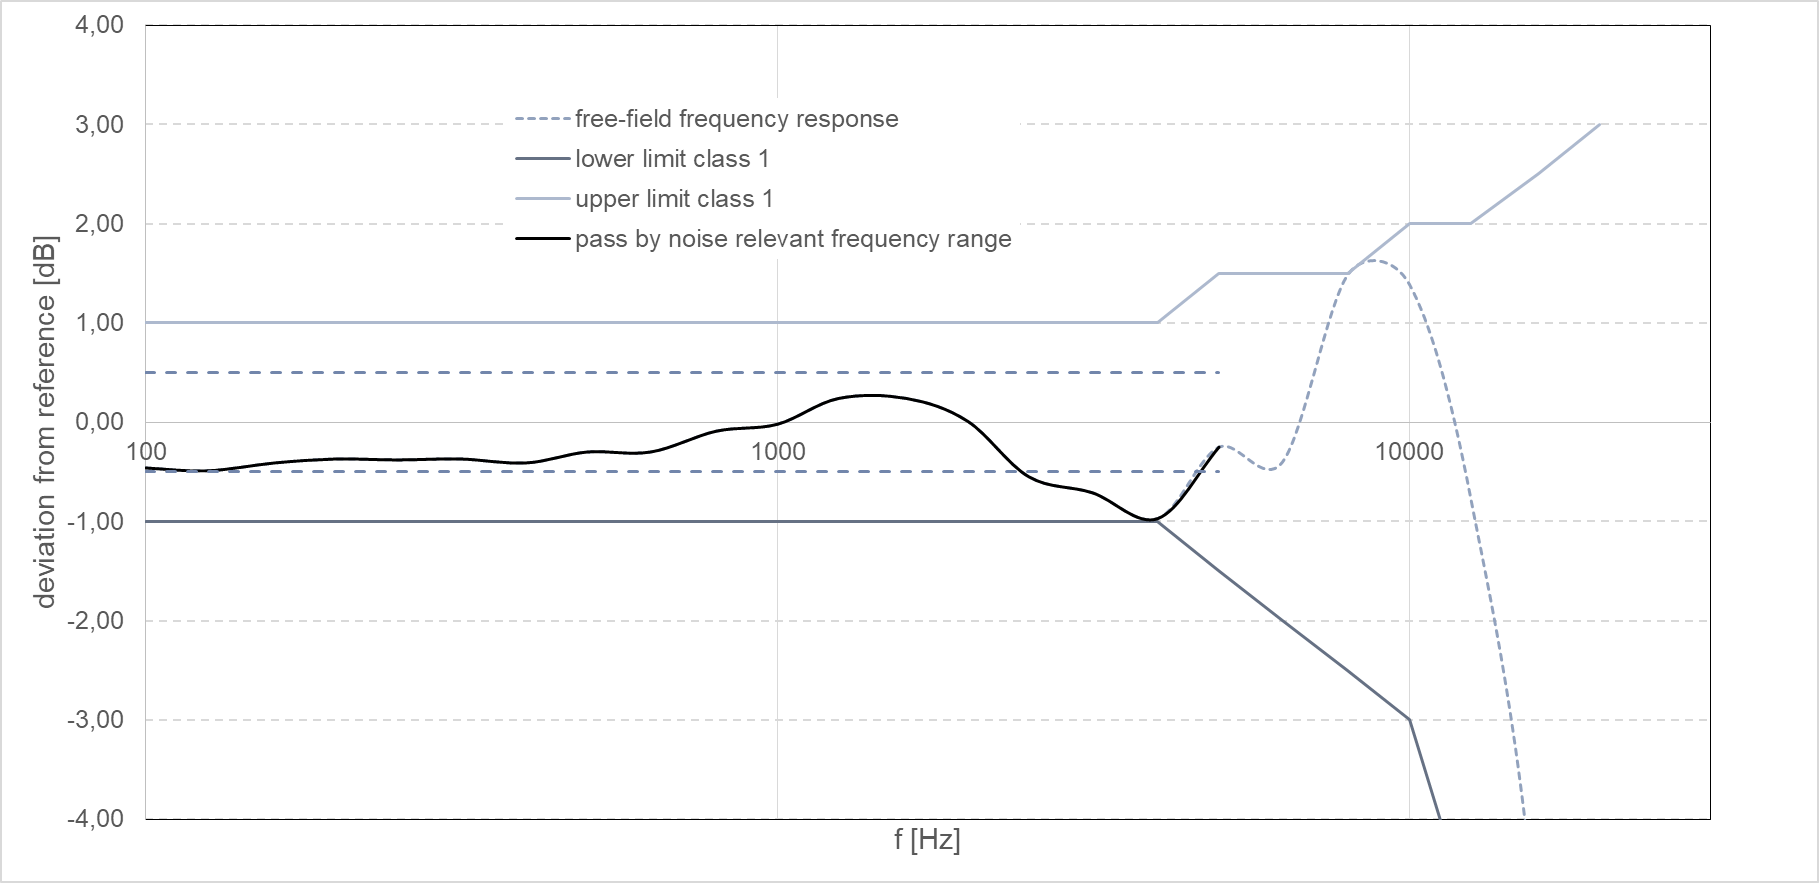 4,00
3,00
2,00
1,00
0,00
-1,00
-2,00
-3,00
-4,00
deviation from reference [dB]
free-field frequency response
lower limit class 1
upper limit class 1
pass by noise relevant frequency range
100
1000
10000
f [Hz]